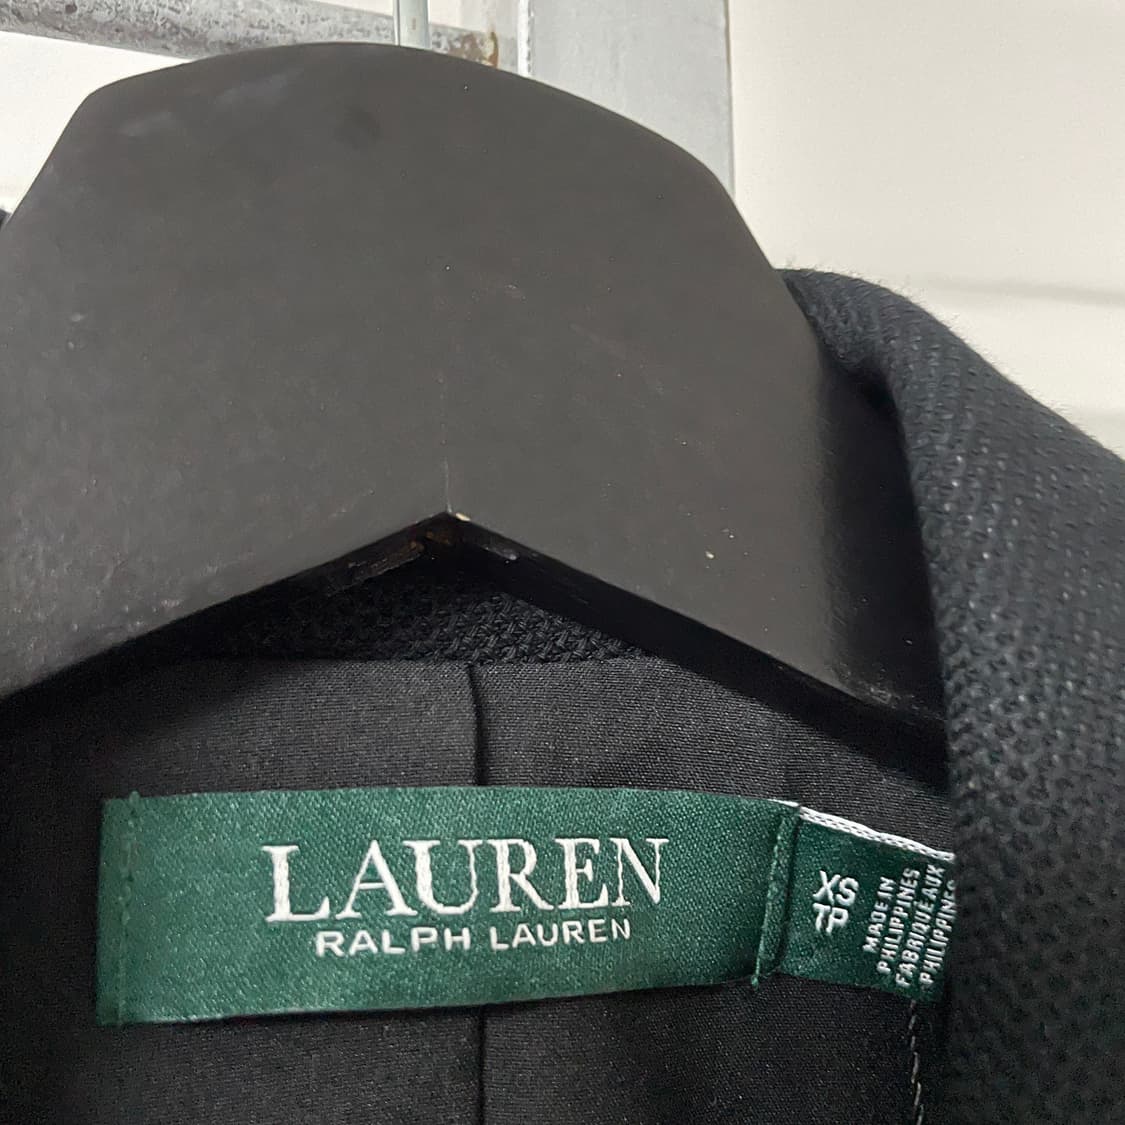 LAUREN
RALPH LAUREN
XS
TP
MADE IN
PHILIPPINES
FABRIQUÉ AUX
PHILIPPINES